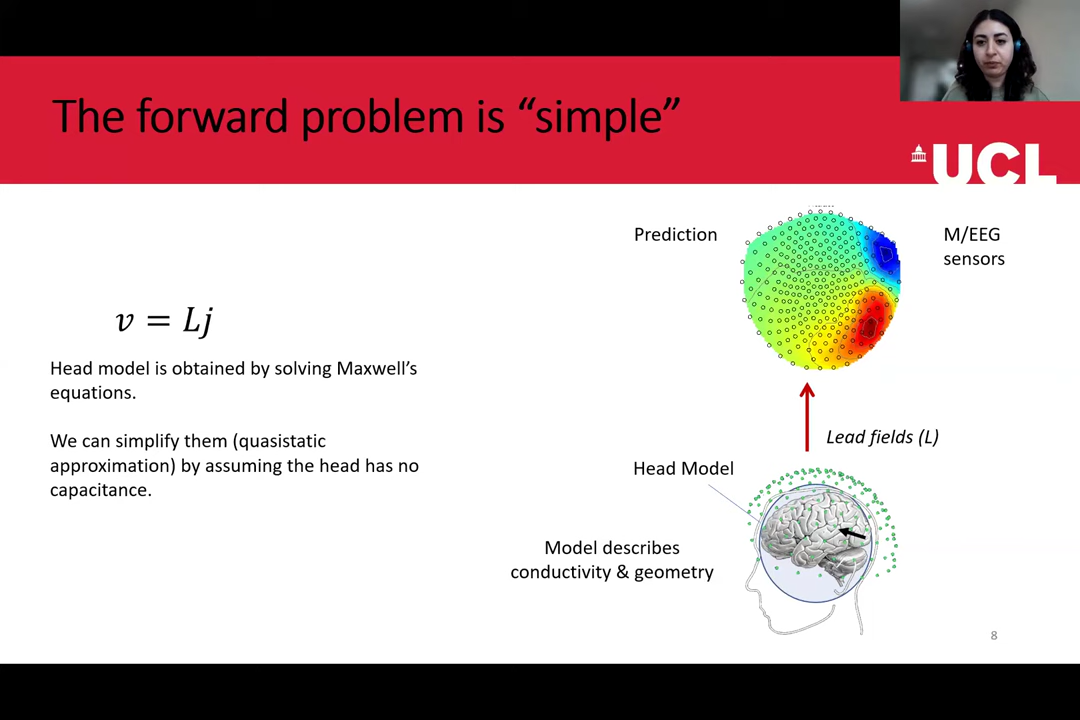 The forward problem is “simple”
UCL
Prediction
M/EEG
sensors
v = Lj
Head model is obtained by solving Maxwell’s
equations.
We can simplify them (quasistatic
approximation) by assuming the head has no
capacitance.
Lead fields (L)
Head Model
Model describes
conductivity & geometry
8